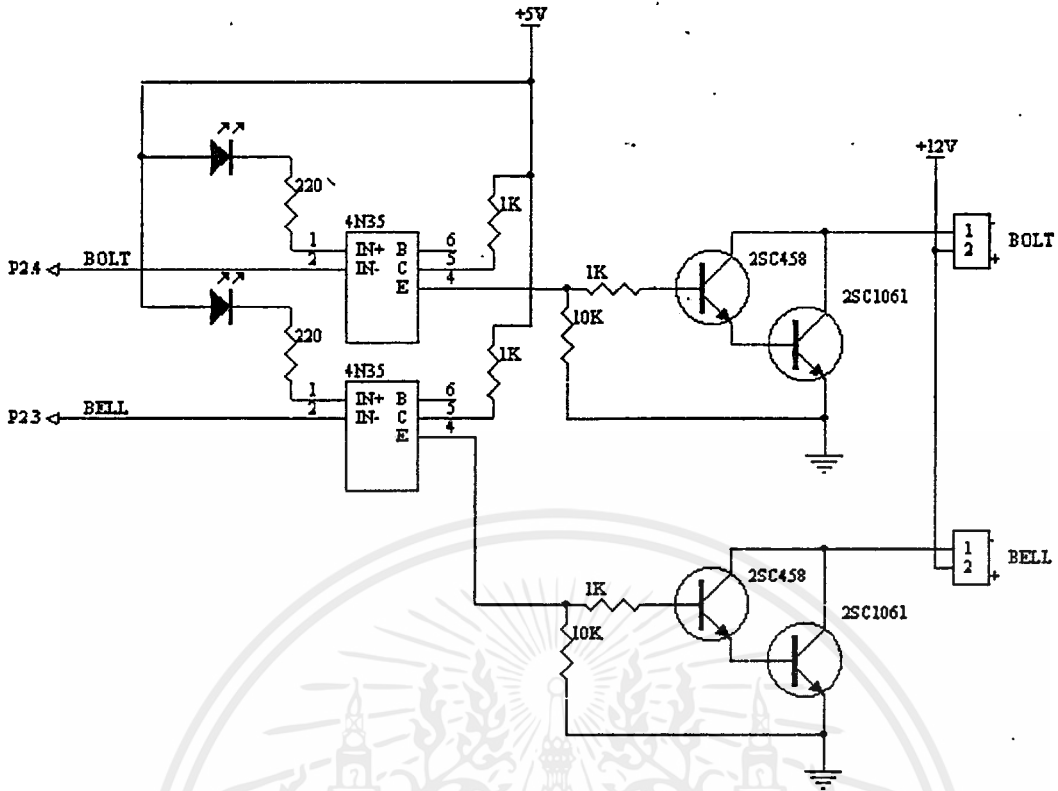 +5V
+12V
220
1K
4N35
1 IN+ B 6
2 IN- C 5
E 4
P2.4 BOLT
1K
10K
2SC458
2SC1061
1
2
-
+
BOLT
220
1K
4N35
1 IN+ B 6
2 IN- C 5
E 4
P2.3 BELL
1K
10K
2SC458
2SC1061
1
2
-
+
BELL